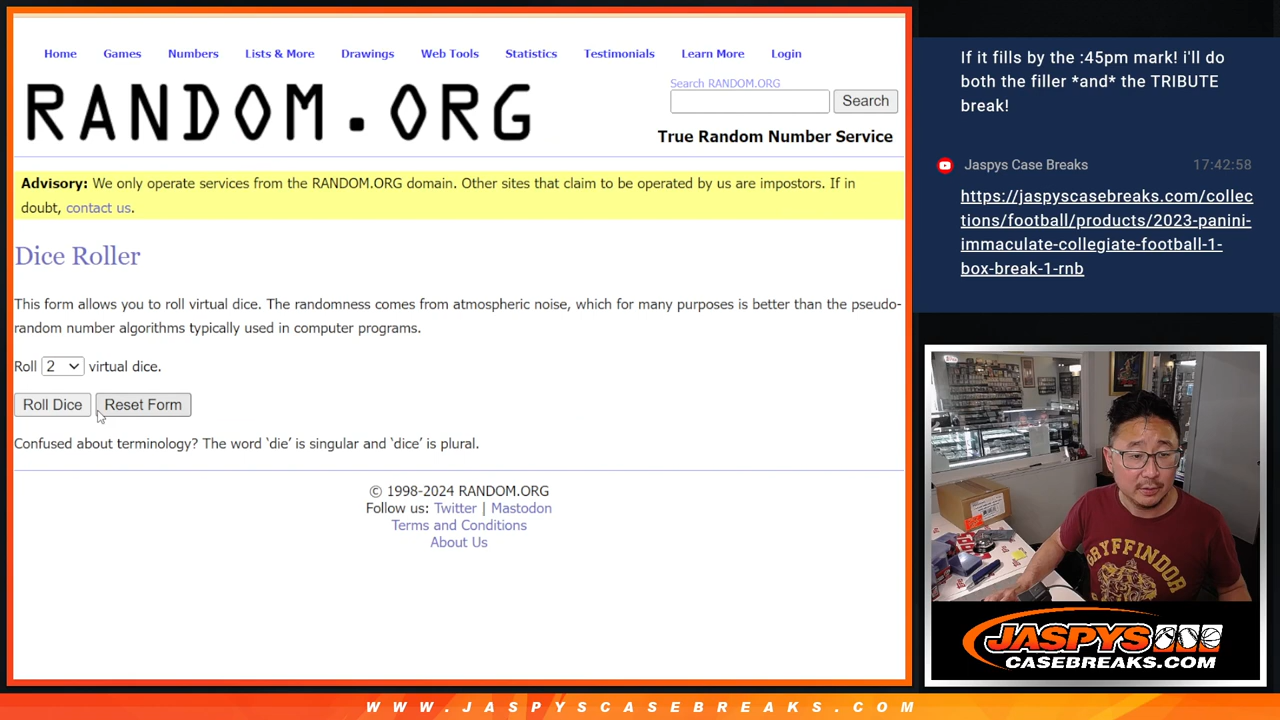 Home Games Numbers Lists & More Drawings Web Tools Statistics Testimonials Learn More Login
RANDOM.ORG
Search RANDOM.ORG
Search
True Random Number Service
Advisory: We only operate services from the RANDOM.ORG domain. Other sites that claim to be operated by us are impostors. If in
doubt, contact us.
Dice Roller
This form allows you to roll virtual dice. The randomness comes from atmospheric noise, which for many purposes is better than the pseudo-
random number algorithms typically used in computer programs.
Roll 2 virtual dice.
Roll Dice Reset Form
Confused about terminology? The word ‘die’ is singular and ‘dice’ is plural.
© 1998-2024 RANDOM.ORG
Follow us: Twitter | Mastodon
Terms and Conditions
About Us
If it fills by the :45pm mark! i'll do
both the filler *and* the TRIBUTE
break!
Jaspys Case Breaks 17:42:58
https://jaspyscasebreaks.com/collec
tions/football/products/2023-panini-
immaculate-collegiate-football-1-
box-break-1-rnb
GRYFFINDOR
JASPYS
CASEBREAKS.COM
WWW.JASPYSCASEBREAKS.COM